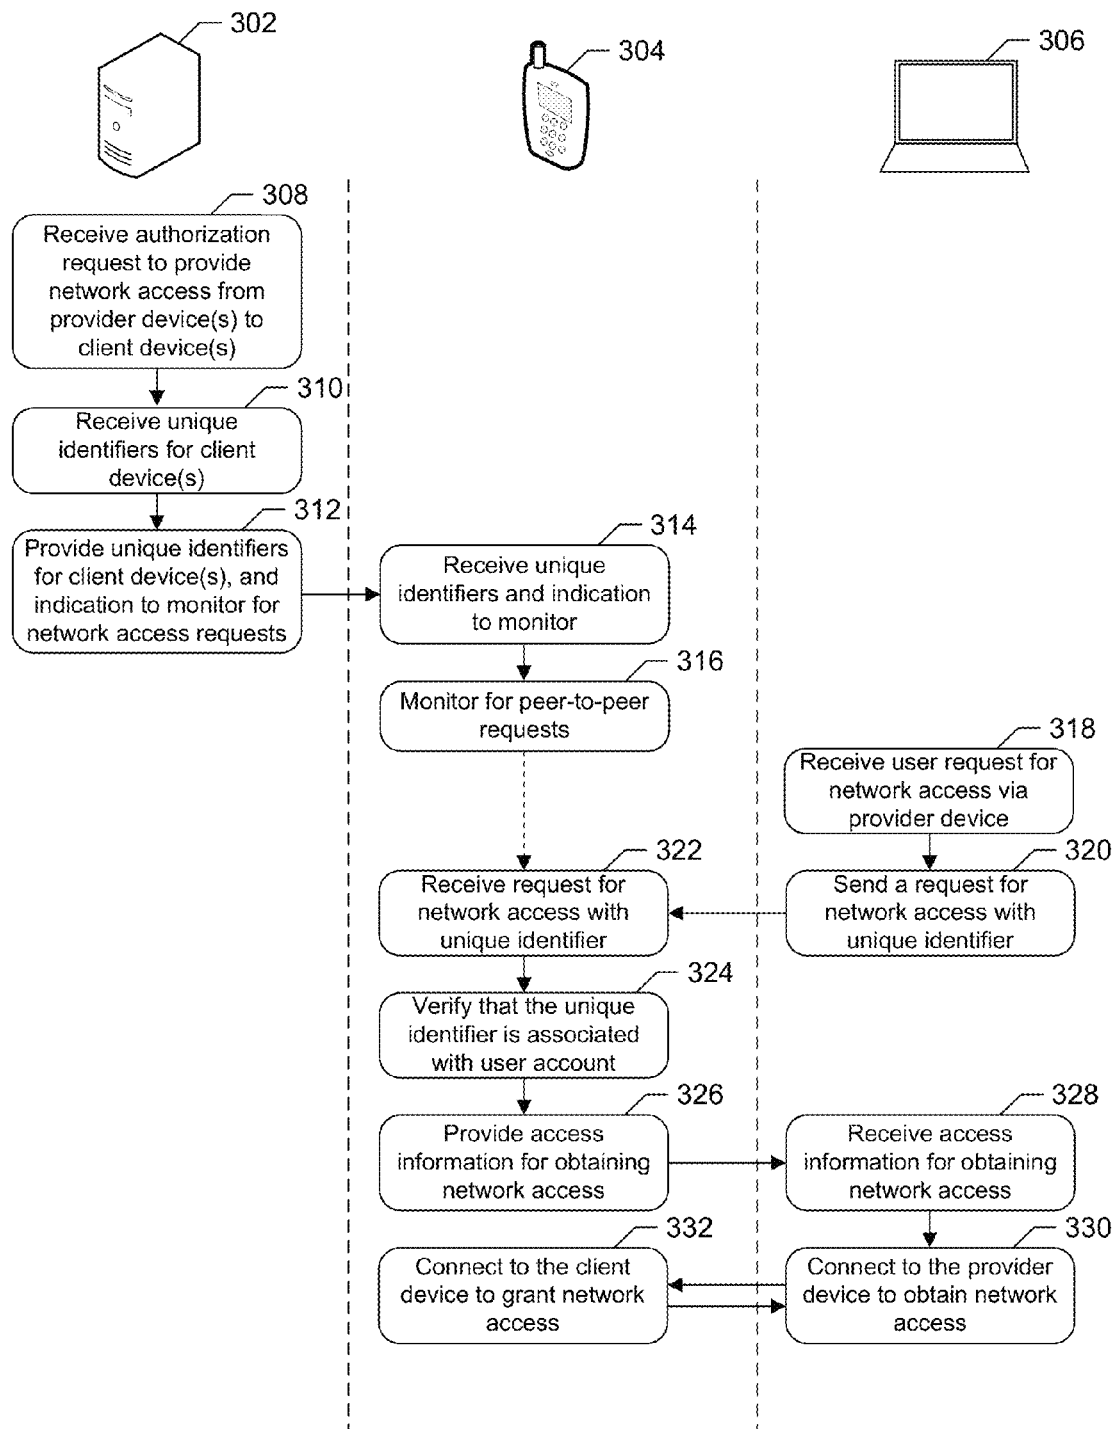 302
304
306
308
Receive authorization
request to provide
network access from
provider device(s) to
client device(s)
310
Receive unique
identifiers for client
device(s)
312
Provide unique identifiers
for client device(s), and
indication to monitor for
network access requests
314
Receive unique
identifiers and indication
to monitor
316
Monitor for peer-to-peer
requests
318
Receive user request for
network access via
provider device
320
Send a request for
network access with
unique identifier
322
Receive request for
network access with
unique identifier
324
Verify that the unique
identifier is associated
with user account
326
Provide access
information for obtaining
network access
328
Receive access
information for obtaining
network access
330
Connect to the provider
device to obtain network
access
332
Connect to the client
device to grant network
access